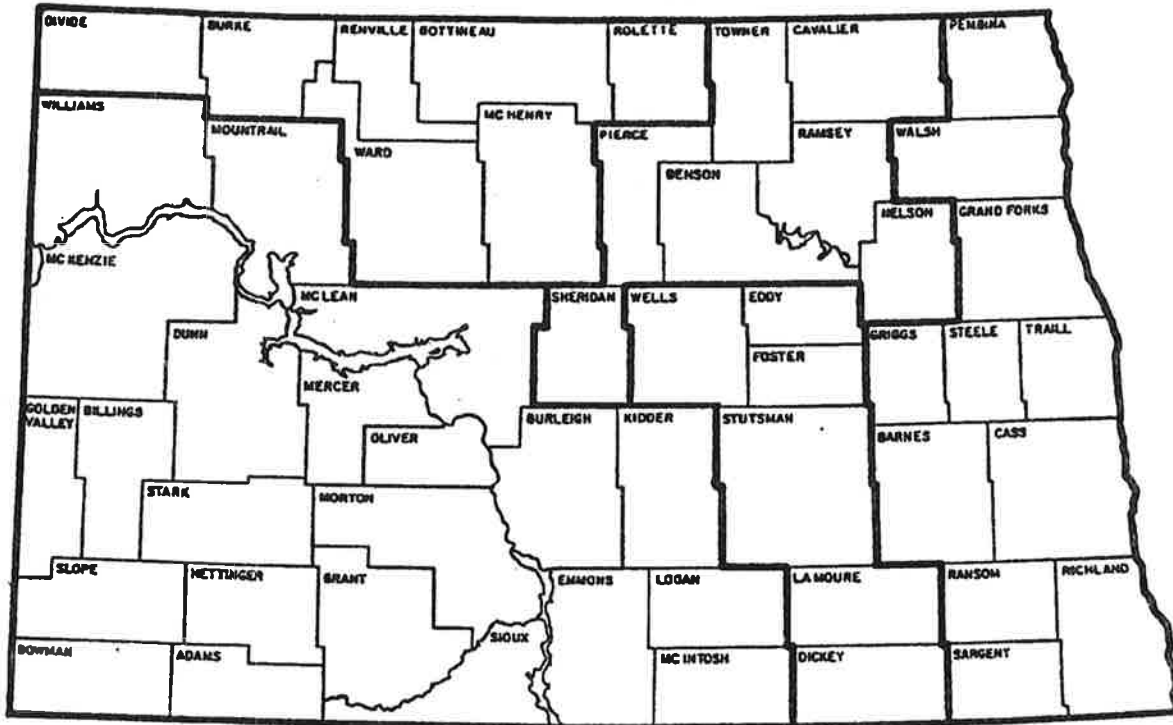 DIVIDE
BURKE
RENVILLE
BOTTINEAU
ROLETTE
TOWNER
CAVALIER
PEMBINA
WILLIAMS
MOUNTRAIL
WARD
MC HENRY
PIERCE
BENSON
RAMSEY
WALSH
NELSON
GRAND FORKS
MC KENZIE
DUNN
MC LEAN
MERCER
OLIVER
SHERIDAN
WELLS
EDDY
FOSTER
GRIGGS
STEELE
TRAILL
GOLDEN
VALLEY
BILLINGS
STARK
MORTON
BURLEIGH
KIDDER
STUTSMAN
BARNES
CASS
SLOPE
HETTINGER
GRANT
SIOUX
EMMONS
LOGAN
LA MOURE
RANSOM
RICHLAND
BOWMAN
ADAMS
MC INTOSH
DICKEY
SARGENT